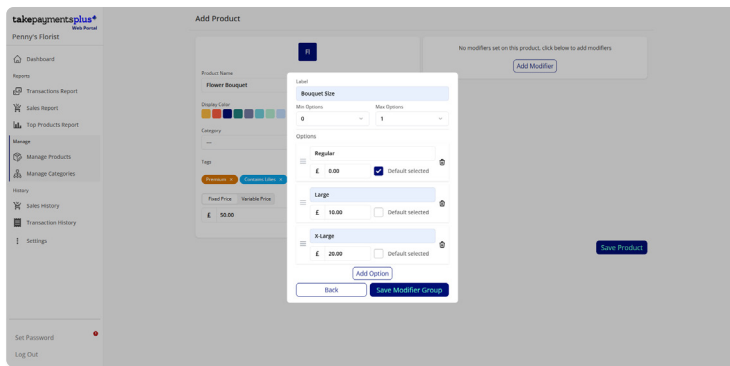 takepaymentsplus
Web Portal
Penny's Florist
Dashboard
Reports
Transactions Report
Sales Report
Top Products Report
Manage
Manage Products
Manage Categories
History
Sales History
Transaction History
Settings
Set Password
Log Out
Add Product
Fl
Product Name
Flower Bouquet
Display Color
Category
---
Tags
Premium ×
Contains Lilies ×
Fixed Price Variable Price
£ 50.00
No modifiers set on this product, click below to add modifiers
Add Modifier
Save Product
Label
Bouquet Size
Min Options Max Options
0 1
Options
Regular
£ 0.00 Default selected
Large
£ 10.00 Default selected
X-Large
£ 20.00 Default selected
Add Option
Back Save Modifier Group